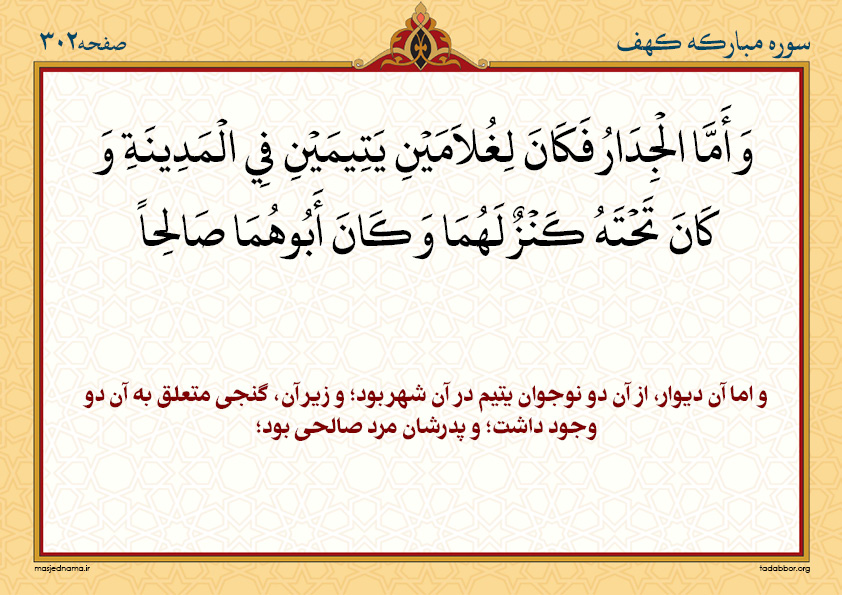 سوره مبارکه کهف
صفحه۳۰۲
وَ أَمَّا الْجِدَارُ فَكَانَ لِغُلاَمَيْنِ يَتِيمَيْنِ فِي الْمَدِينَةِ وَ
كَانَ تَحْتَهُ كَنْزٌ لَهُمَا وَ كَانَ أَبُوهُمَا صَالِحاً
و اما آن دیوار، از آن دو نوجوان یتیم در آن شهر بود؛ و زیر آن، گنجی متعلق به آن دو
وجود داشت؛ و پدرشان مرد صالحی بود؛
masjednama.ir
tadabbor.org